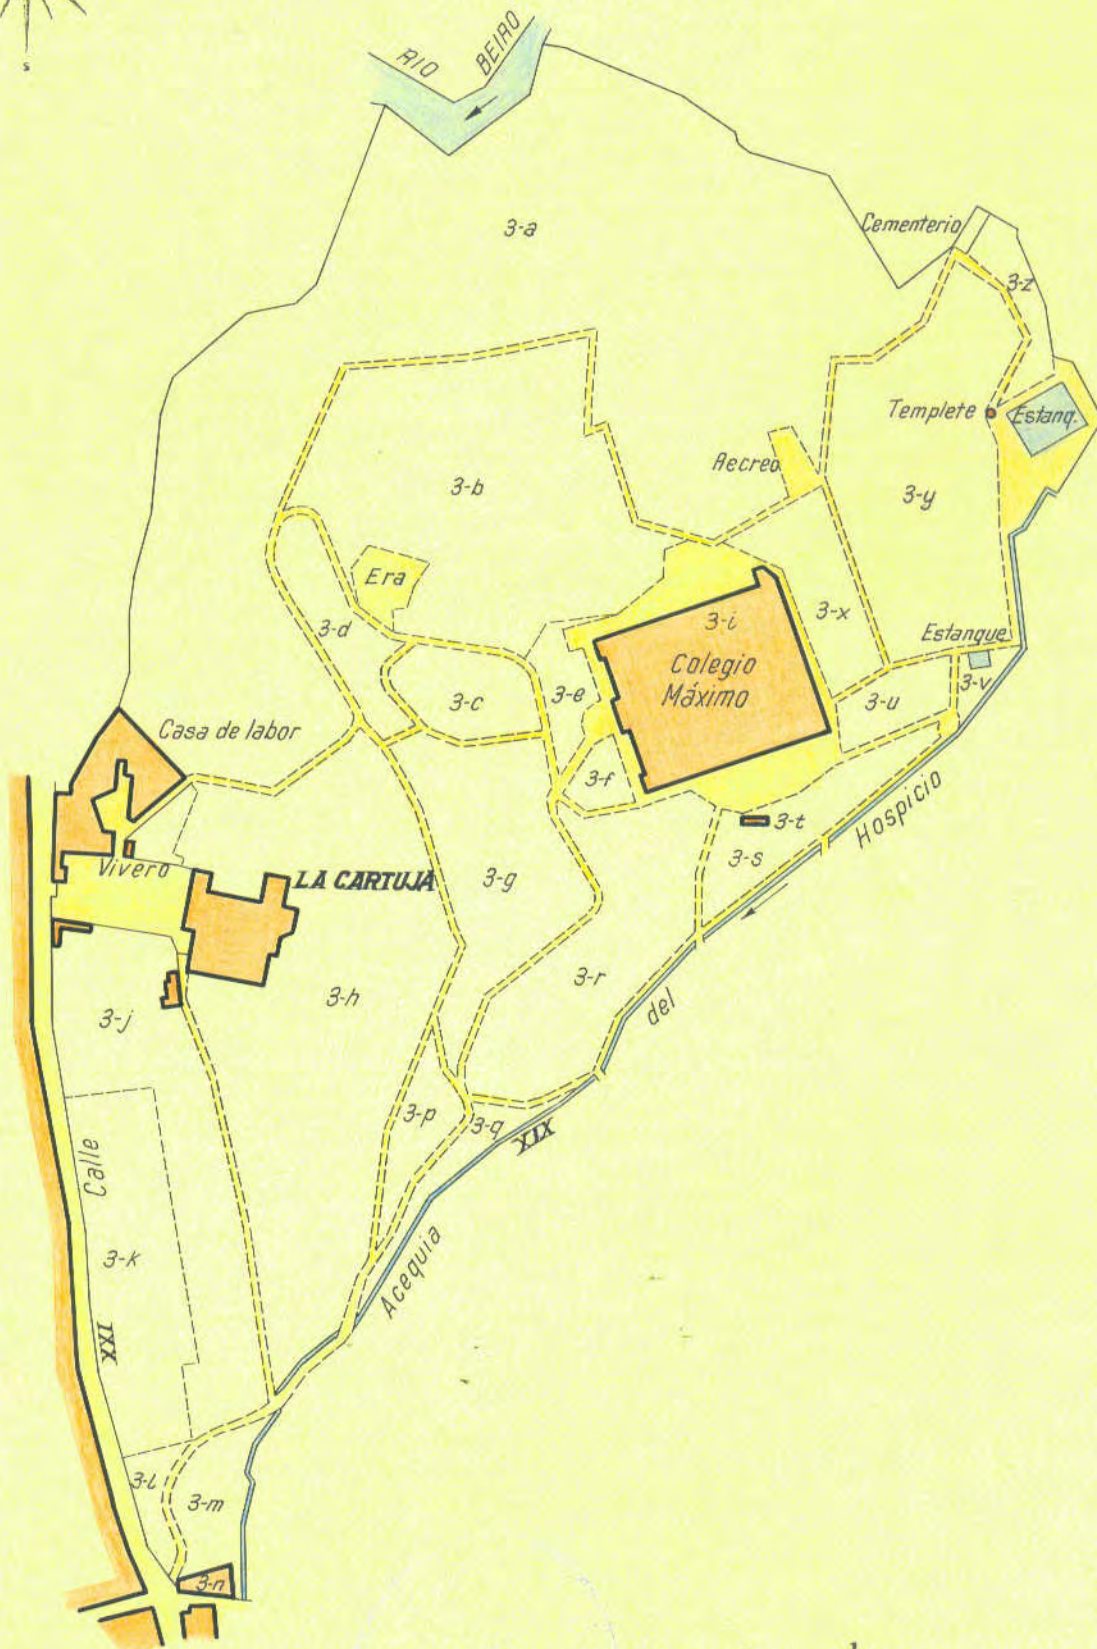 S
RIO
BEIRO
3-a
Cementerio
3-z
Templete
Estanq.
Recreo
3-b
3-y
Era
3-i
3-x
3-d
Colegio
Máximo
Estanque
3-c
3-e
3-u
3-v
Casa de labor
3-f
Hospicio
3-t
3-s
Vivero
LA CARTUJA
3-g
3-r
3-h
3-j
del
3-p
3-q
XIX
Calle
3-k
Acequia
XXI
3-l
3-m
3-n